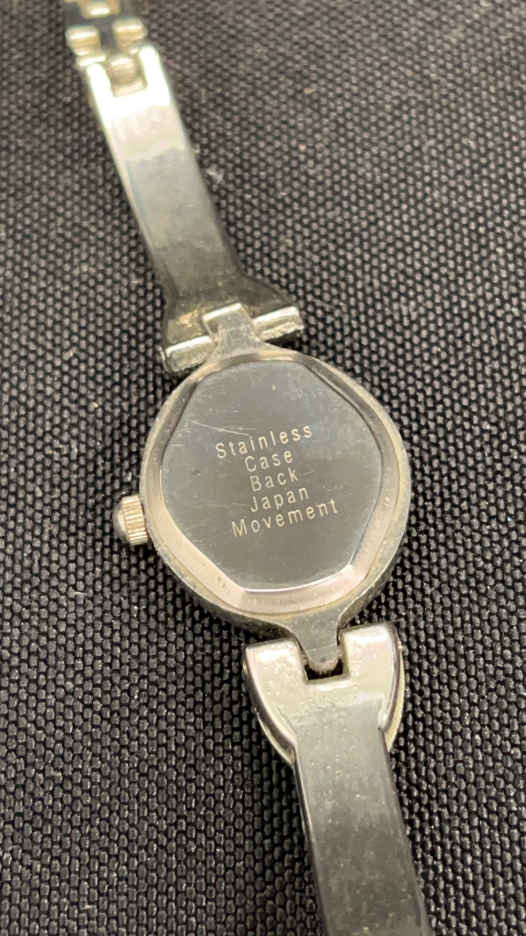 Stainless
Case
Back
Japan
Movement